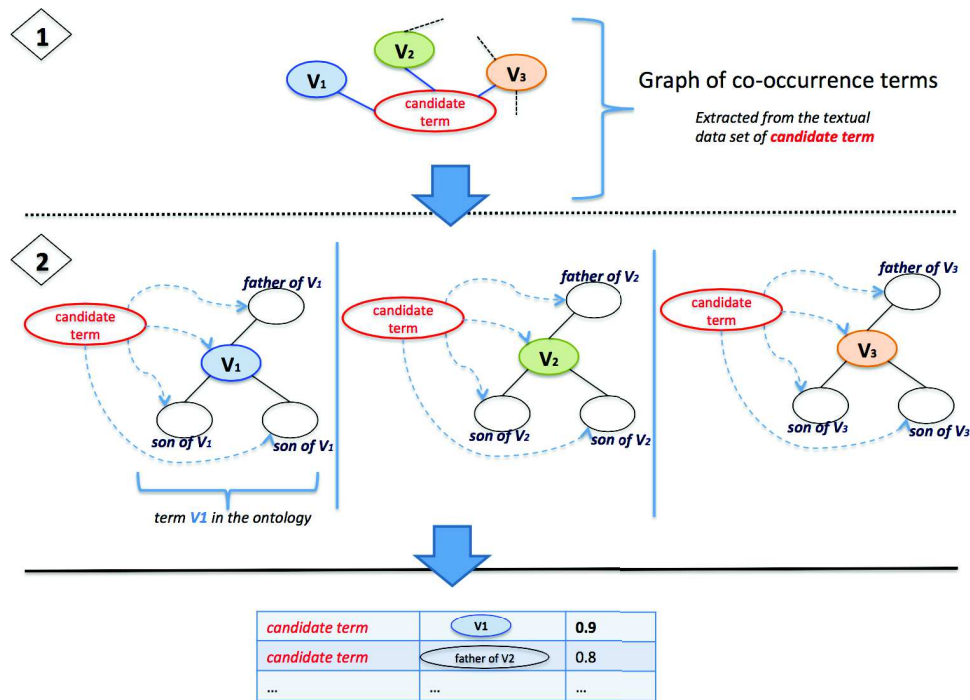 1
V1
V2
V3
candidate
term
Graph of co-occurrence terms
Extracted from the textual
data set of candidate term
2
candidate
term
father of V1
V1
son of V1
son of V1
term V1 in the ontology
candidate
term
father of V2
V2
son of V2
son of V2
candidate
term
father of V3
V3
son of V3
son of V3
candidate term V1 0.9
candidate term father of V2 0.8
... ... ...